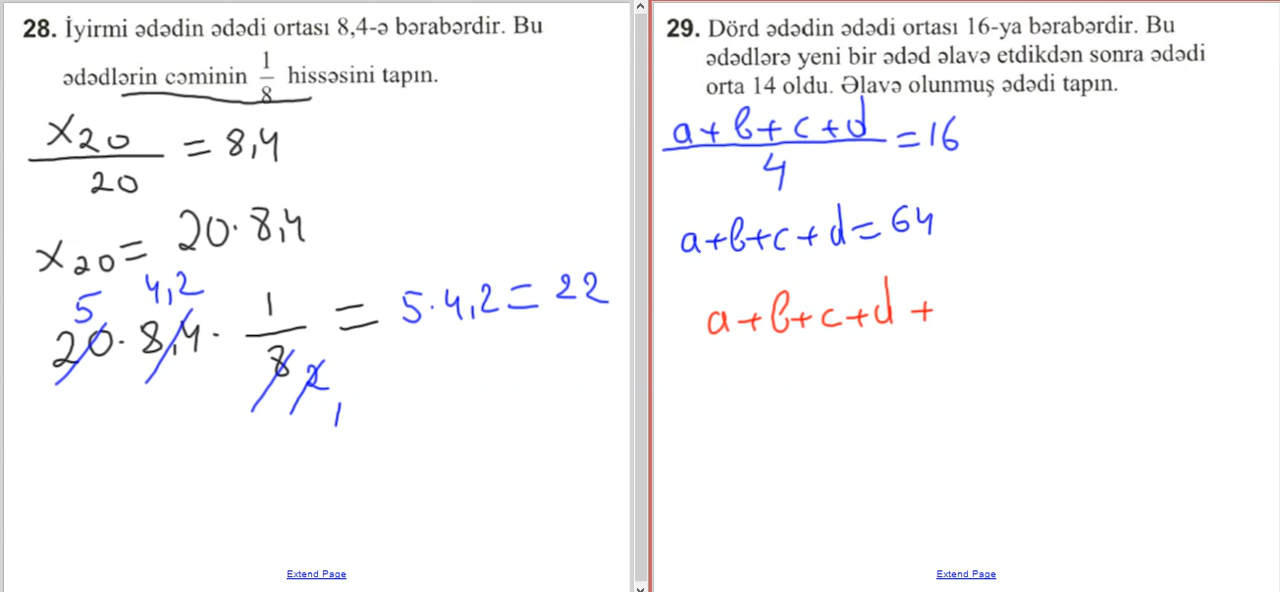 28. İyirmi ədədin ədədi ortası 8,4-ə bərabərdir. Bu
ədədlərin cəminin 1/8 hissəsini tapın.
x20/20 = 8,4
x20 = 20·8,4
5 4,2
20·8,4·1/8 = 5·4,2=22
2
1
Extend Page
29. Dörd ədədin ədədi ortası 16-ya bərabərdir. Bu
ədədlərə yeni bir ədəd əlavə etdikdən sonra ədədi
orta 14 oldu. Əlavə olunmuş ədədi tapın.
a+b+c+d/4 = 16
a+b+c+d=64
a+b+c+d+
Extend Page